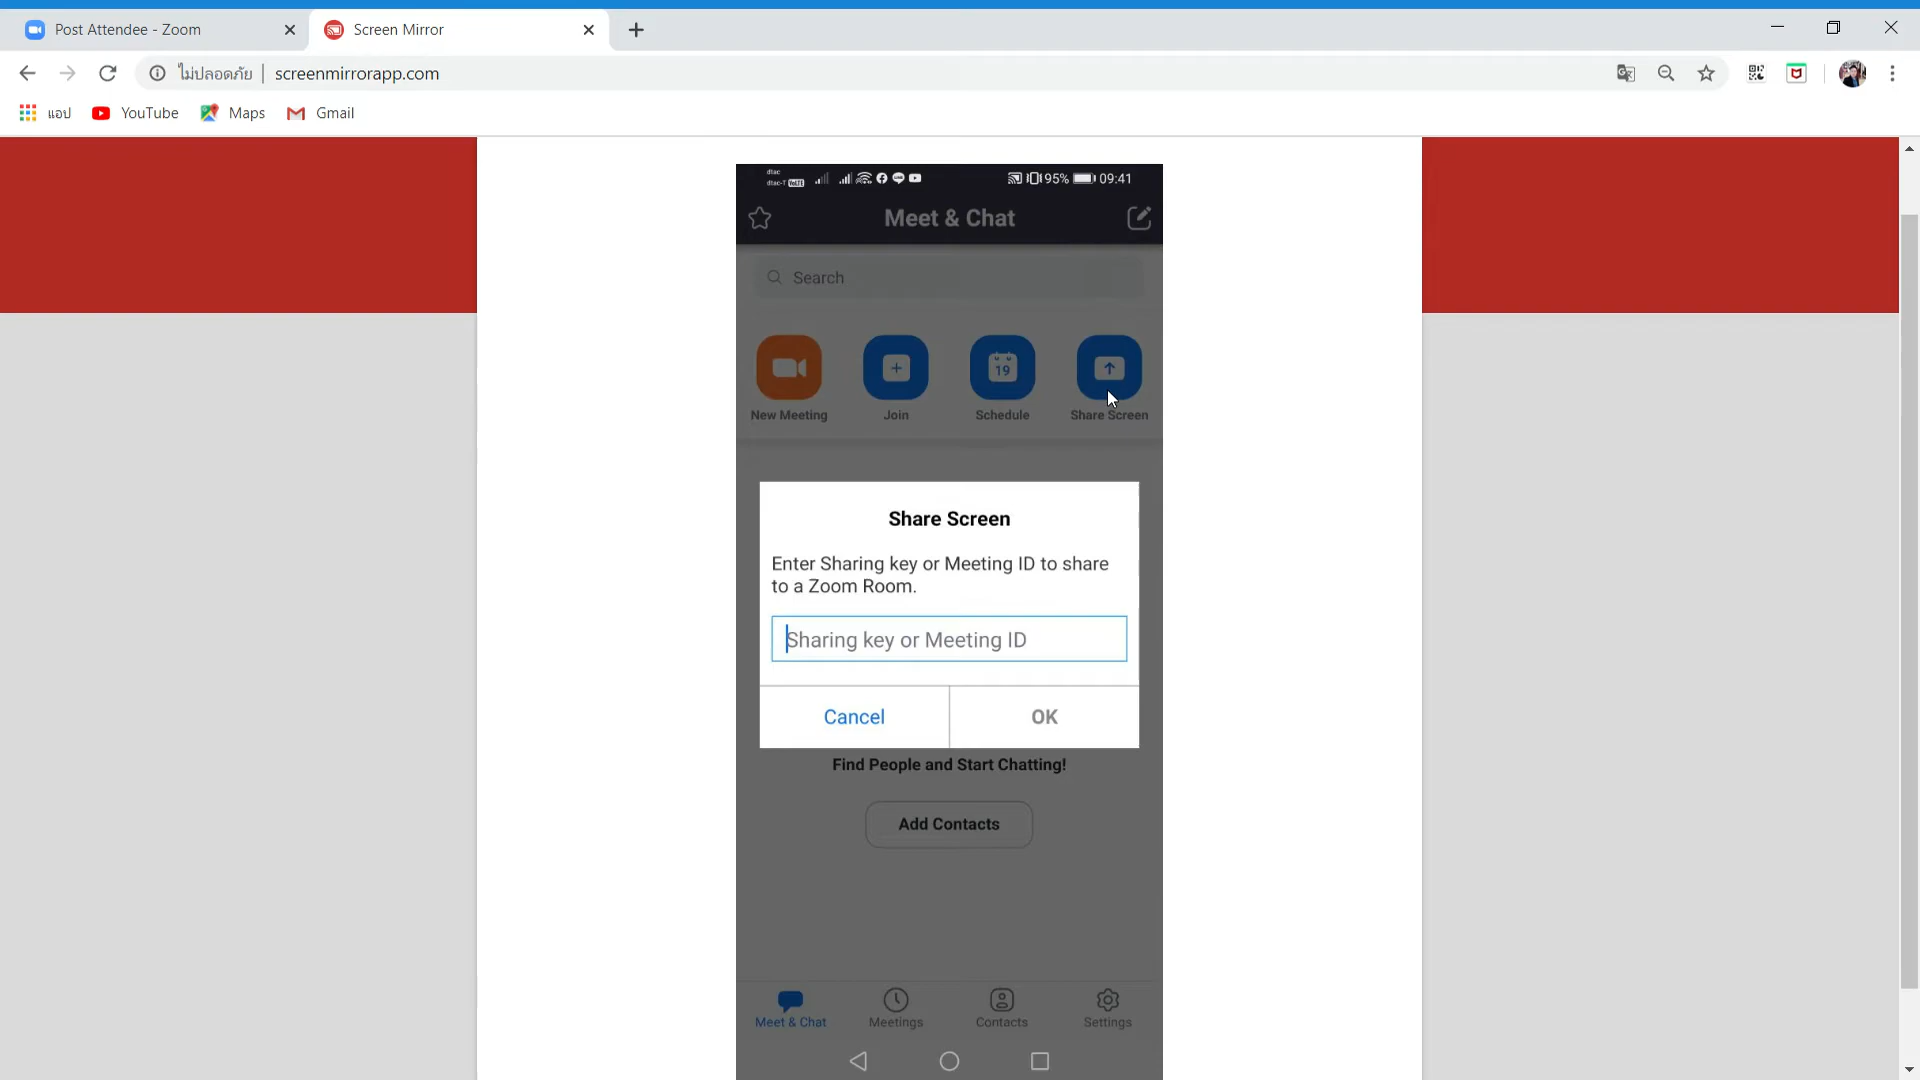 Post Attendee - Zoom
Screen Mirror
ไม่ปลอดภัย
screenmirrorapp.com
แอป
YouTube
Maps
Gmail
dtac
dtac-T VoLTE
95% 09:41
Meet & Chat
Search
19
New Meeting
Join
Schedule
Share Screen
Share Screen
Enter Sharing key or Meeting ID to share
to a Zoom Room.
Sharing key or Meeting ID
Cancel
OK
Find People and Start Chatting!
Add Contacts
Meet & Chat
Meetings
Contacts
Settings